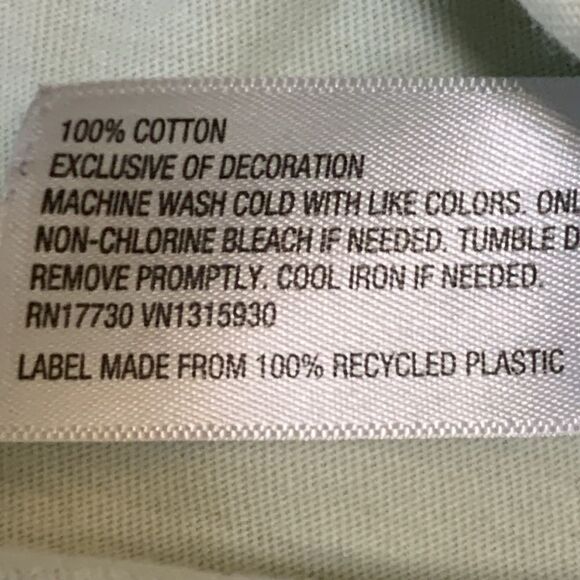 100% COTTON
EXCLUSIVE OF DECORATION
MACHINE WASH COLD WITH LIKE COLORS.
NON-CHLORINE BLEACH IF NEEDED. TUMBLE
REMOVE PROMPTLY. COOL IRON IF NEEDED.
RN17730 VN1315930
LABEL MADE FROM 100% RECYCLED PLASTIC